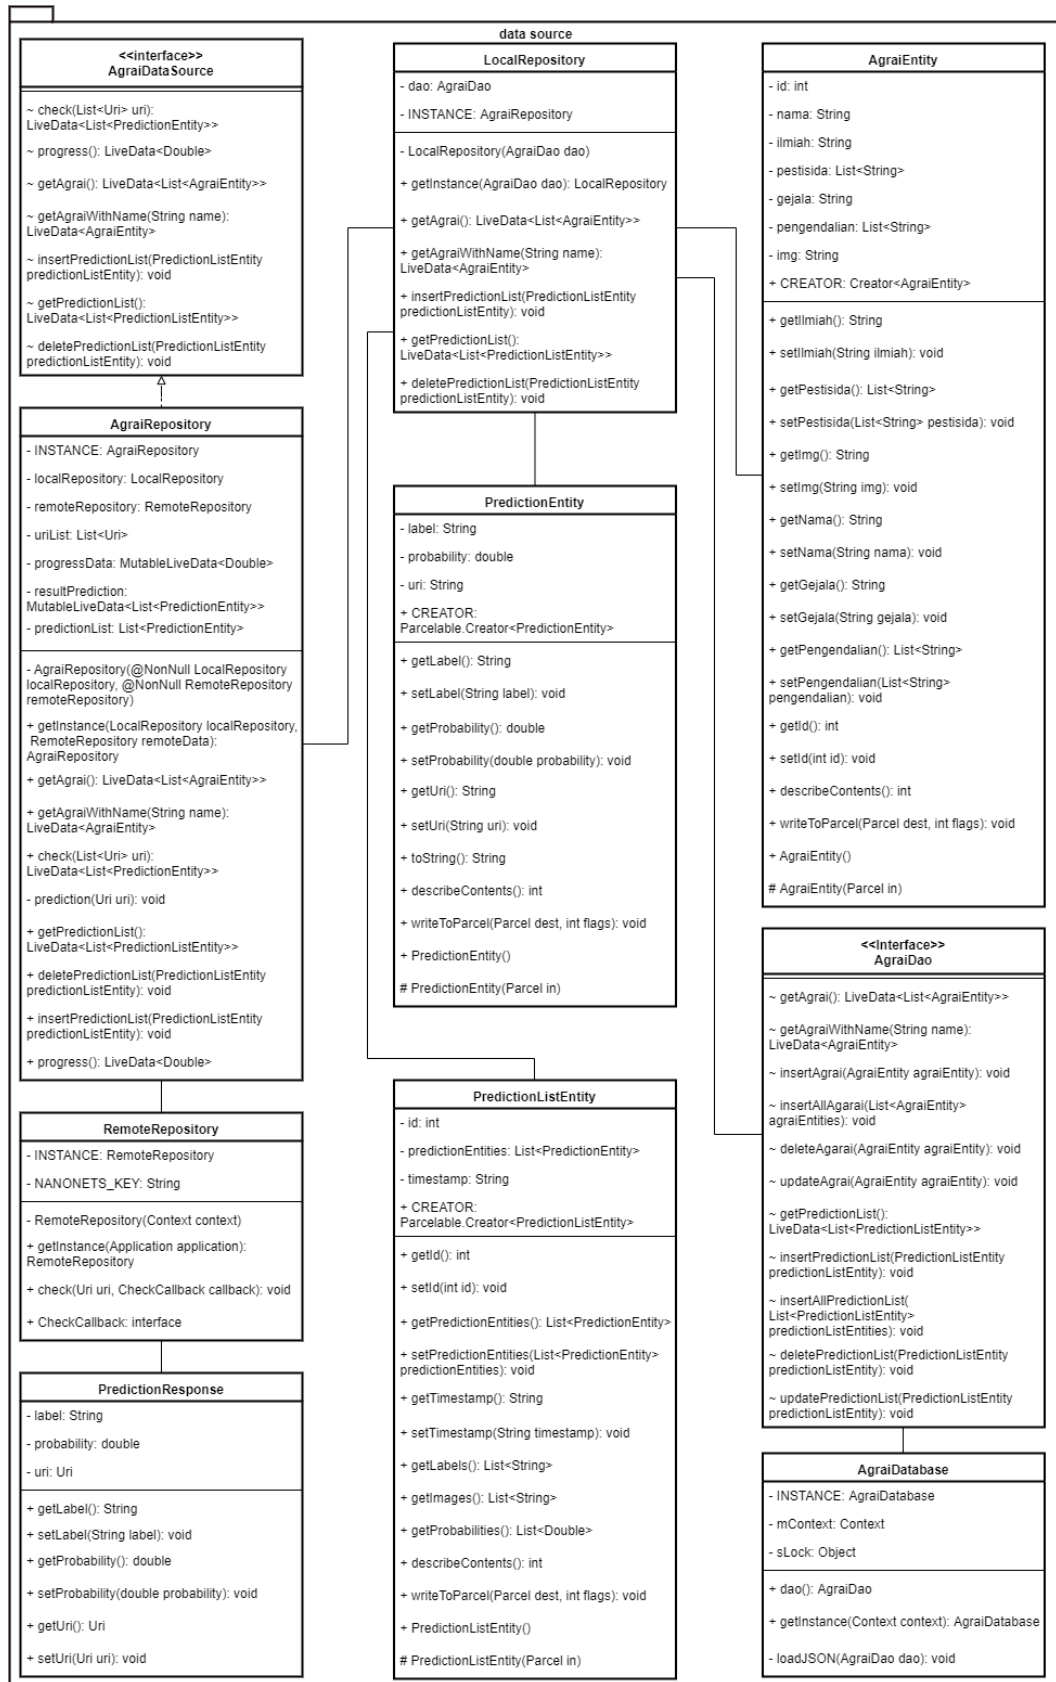 data source
<<interface>>
AgraiDataSource
~ check(List<Uri> uri):
LiveData<List<PredictionEntity>>
~ progress(): LiveData<Double>
~ getAgrai(): LiveData<List<AgraiEntity>>
~ getAgraiWithName(String name):
LiveData<AgraiEntity>
~ insertPredictionList(PredictionListEntity
predictionListEntity): void
~ getPredictionList():
LiveData<List<PredictionListEntity>>
~ deletePredictionList(PredictionListEntity
predictionListEntity): void
AgraiRepository
- INSTANCE: AgraiRepository
- localRepository: LocalRepository
- remoteRepository: RemoteRepository
- uriList: List<Uri>
- progressData: MutableLiveData<Double>
- resultPrediction:
MutableLiveData<List<PredictionEntity>>
- predictionList: List<PredictionEntity>
- AgraiRepository(@NonNull LocalRepository
localRepository, @NonNull RemoteRepository
remoteRepository)
+ getInstance(LocalRepository localRepository,
RemoteRepository remoteData):
AgraiRepository
+ getAgrai(): LiveData<List<AgraiEntity>>
+ getAgraiWithName(String name):
LiveData<AgraiEntity>
+ check(List<Uri> uri):
LiveData<List<PredictionEntity>>
- prediction(Uri uri): void
+ getPredictionList():
LiveData<List<PredictionListEntity>>
+ deletePredictionList(PredictionListEntity
predictionListEntity): void
+ insertPredictionList(PredictionListEntity
predictionListEntity): void
+ progress(): LiveData<Double>
RemoteRepository
- INSTANCE: RemoteRepository
- NANONETS_KEY: String
- RemoteRepository(Context context)
+ getInstance(Application application):
RemoteRepository
+ check(Uri uri, CheckCallback callback): void
+ CheckCallback: interface
PredictionResponse
- label: String
- probability: double
- uri: Uri
+ getLabel(): String
+ setLabel(String label): void
+ getProbability(): double
+ setProbability(double probability): void
+ getUri(): Uri
+ setUri(Uri uri): void
LocalRepository
- dao: AgraiDao
- INSTANCE: AgraiRepository
- LocalRepository(AgraiDao dao)
+ getInstance(AgraiDao dao): LocalRepository
+ getAgrai(): LiveData<List<AgraiEntity>>
+ getAgraiWithName(String name):
LiveData<AgraiEntity>
+ insertPredictionList(PredictionListEntity
predictionListEntity): void
+ getPredictionList():
LiveData<List<PredictionListEntity>>
+ deletePredictionList(PredictionListEntity
predictionListEntity): void
PredictionEntity
- label: String
- probability: double
- uri: String
+ CREATOR:
Parcelable.Creator<PredictionEntity>
+ getLabel(): String
+ setLabel(String label): void
+ getProbability(): double
+ setProbability(double probability): void
+ getUri(): String
+ setUri(String uri): void
+ toString(): String
+ describeContents(): int
+ writeToParcel(Parcel dest, int flags): void
+ PredictionEntity()
# PredictionEntity(Parcel in)
PredictionListEntity
- id: int
- predictionEntities: List<PredictionEntity>
- timestamp: String
+ CREATOR:
Parcelable.Creator<PredictionListEntity>
+ getId(): int
+ setId(int id): void
+ getPredictionEntities(): List<PredictionEntity>
+ setPredictionEntities(List<PredictionEntity>
predictionEntities): void
+ getTimestamp(): String
+ setTimestamp(String timestamp): void
+ getLabels(): List<String>
+ getImages(): List<String>
+ getProbabilities(): List<Double>
+ describeContents(): int
+ writeToParcel(Parcel dest, int flags): void
+ PredictionListEntity()
# PredictionListEntity(Parcel in)
AgraiEntity
- id: int
- nama: String
- ilmiah: String
- pestisida: List<String>
- gejala: String
- pengendalian: List<String>
- img: String
+ CREATOR: Creator<AgraiEntity>
+ getIlmiah(): String
+ setIlmiah(String ilmiah): void
+ getPestisida(): List<String>
+ setPestisida(List<String> pestisida): void
+ getImg(): String
+ setImg(String img): void
+ getNama(): String
+ setNama(String nama): void
+ getGejala(): String
+ setGejala(String gejala): void
+ getPengendalian(): List<String>
+ setPengendalian(List<String>
pengendalian): void
+ getId(): int
+ setId(int id): void
+ describeContents(): int
+ writeToParcel(Parcel dest, int flags): void
+ AgraiEntity()
# AgraiEntity(Parcel in)
<<Interface>>
AgraiDao
~ getAgrai(): LiveData<List<AgraiEntity>>
~ getAgraiWithName(String name):
LiveData<AgraiEntity>
~ insertAgrai(AgraiEntity agraiEntity): void
~ insertAllAgarai(List<AgraiEntity>
agraiEntities): void
~ deleteAgarai(AgraiEntity agraiEntity): void
~ updateAgrai(AgraiEntity agraiEntity): void
~ getPredictionList():
LiveData<List<PredictionListEntity>>
~ insertPredictionList(PredictionListEntity
predictionListEntity): void
~ insertAllPredictionList(
List<PredictionListEntity>
predictionListEntities): void
~ deletePredictionList(PredictionListEntity
predictionListEntity): void
~ updatePredictionList(PredictionListEntity
predictionListEntity): void
AgraiDatabase
- INSTANCE: AgraiDatabase
- mContext: Context
- sLock: Object
+ dao(): AgraiDao
+ getInstance(Context context): AgraiDatabase
- loadJSON(AgraiDao dao): void